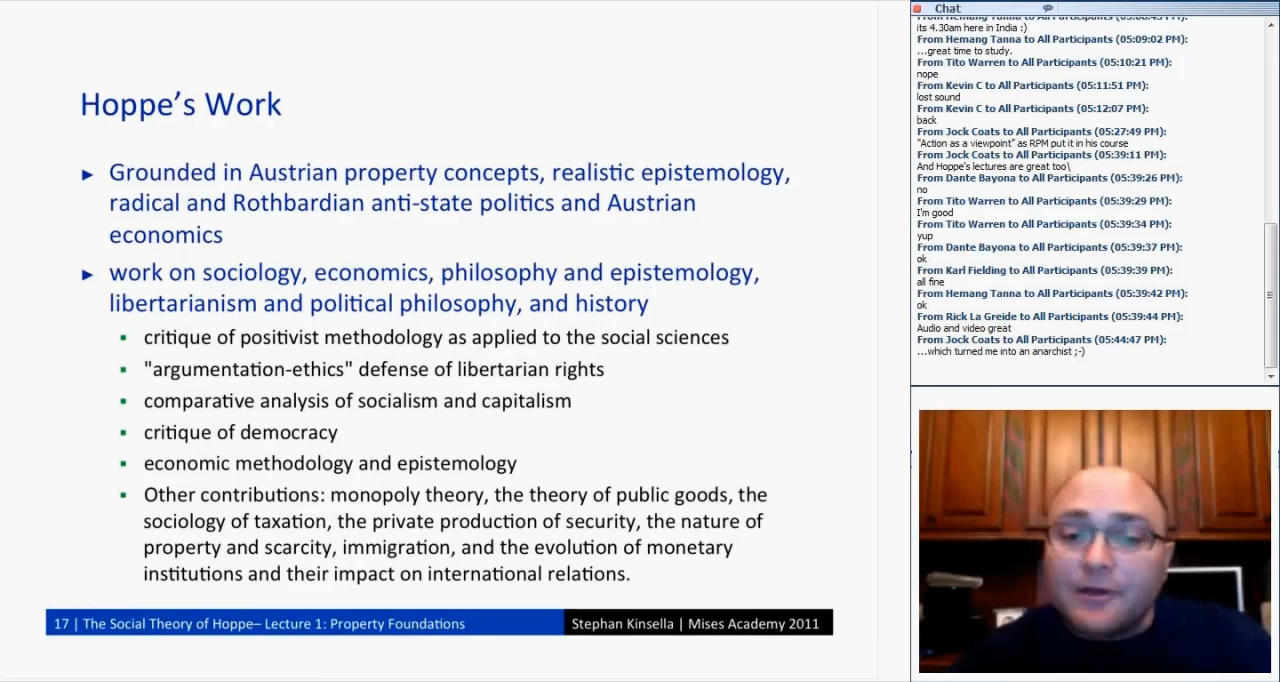 Hoppe's Work
► Grounded in Austrian property concepts, realistic epistemology,
radical and Rothbardian anti-state politics and Austrian
economics
► work on sociology, economics, philosophy and epistemology,
libertarianism and political philosophy, and history
▪ critique of positivist methodology as applied to the social sciences
▪ "argumentation-ethics" defense of libertarian rights
▪ comparative analysis of socialism and capitalism
▪ critique of democracy
▪ economic methodology and epistemology
▪ Other contributions: monopoly theory, the theory of public goods, the
sociology of taxation, the private production of security, the nature of
property and scarcity, immigration, and the evolution of monetary
institutions and their impact on international relations.
17 | The Social Theory of Hoppe– Lecture 1: Property Foundations
Stephan Kinsella | Mises Academy 2011
Chat
From Hemang Tanna to All Participants
its 4.30am here in India :)
From Hemang Tanna to All Participants (05:09:02 PM):
...great time to study.
From Tito Warren to All Participants (05:10:21 PM):
nope
From Kevin C to All Participants (05:11:51 PM):
lost sound
From Kevin C to All Participants (05:12:07 PM):
back
From Jock Coats to All Participants (05:27:49 PM):
"Action as a viewpoint" as RPM put it in his course
From Jock Coats to All Participants (05:39:11 PM):
And Hoppe's lectures are great too\
From Dante Bayona to All Participants (05:39:26 PM):
no
From Tito Warren to All Participants (05:39:29 PM):
I'm good
From Tito Warren to All Participants (05:39:34 PM):
yup
From Dante Bayona to All Participants (05:39:37 PM):
ok
From Karl Fielding to All Participants (05:39:39 PM):
all fine
From Hemang Tanna to All Participants (05:39:42 PM):
ok
From Rick La Greide to All Participants (05:39:44 PM):
Audio and video great
From Jock Coats to All Participants (05:44:47 PM):
...which turned me into an anarchist ;-)